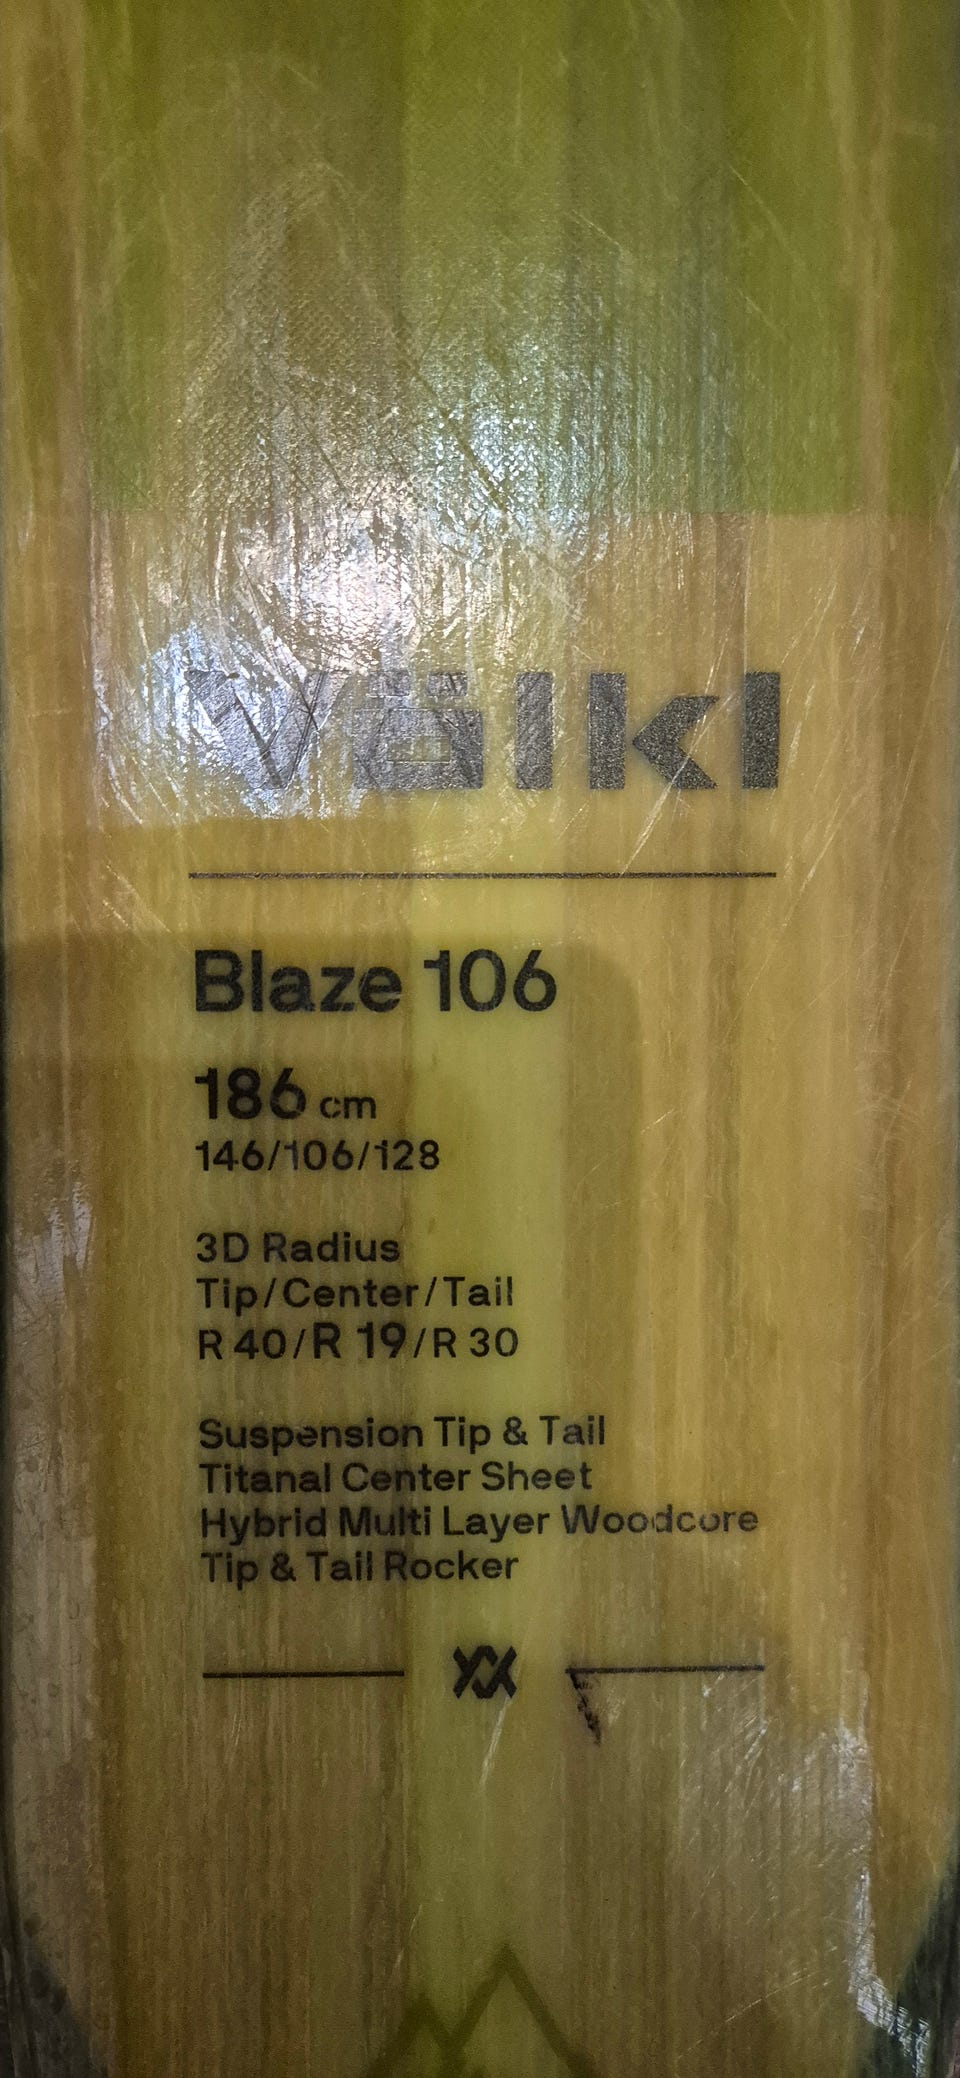 Völkl
Blaze 106
186 cm
146/106/128
3D Radius
Tip/Center/Tail
R 40/R 19/R 30
Suspension Tip & Tail
Titanal Center Sheet
Hybrid Multi Layer Woodcore
Tip & Tail Rocker